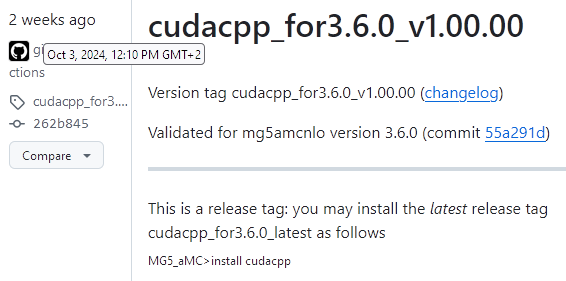 2 weeks ago
gi
Oct 3, 2024, 12:10 PM GMT+2
ctions
cudacpp_for3....
262b845
Compare
cudacpp_for3.6.0_v1.00.00
Version tag cudacpp_for3.6.0_v1.00.00 (changelog)
Validated for mg5amcnlo version 3.6.0 (commit 55a291d)
This is a release tag: you may install the latest release tag
cudacpp_for3.6.0_latest as follows
MG5_aMC>install cudacpp